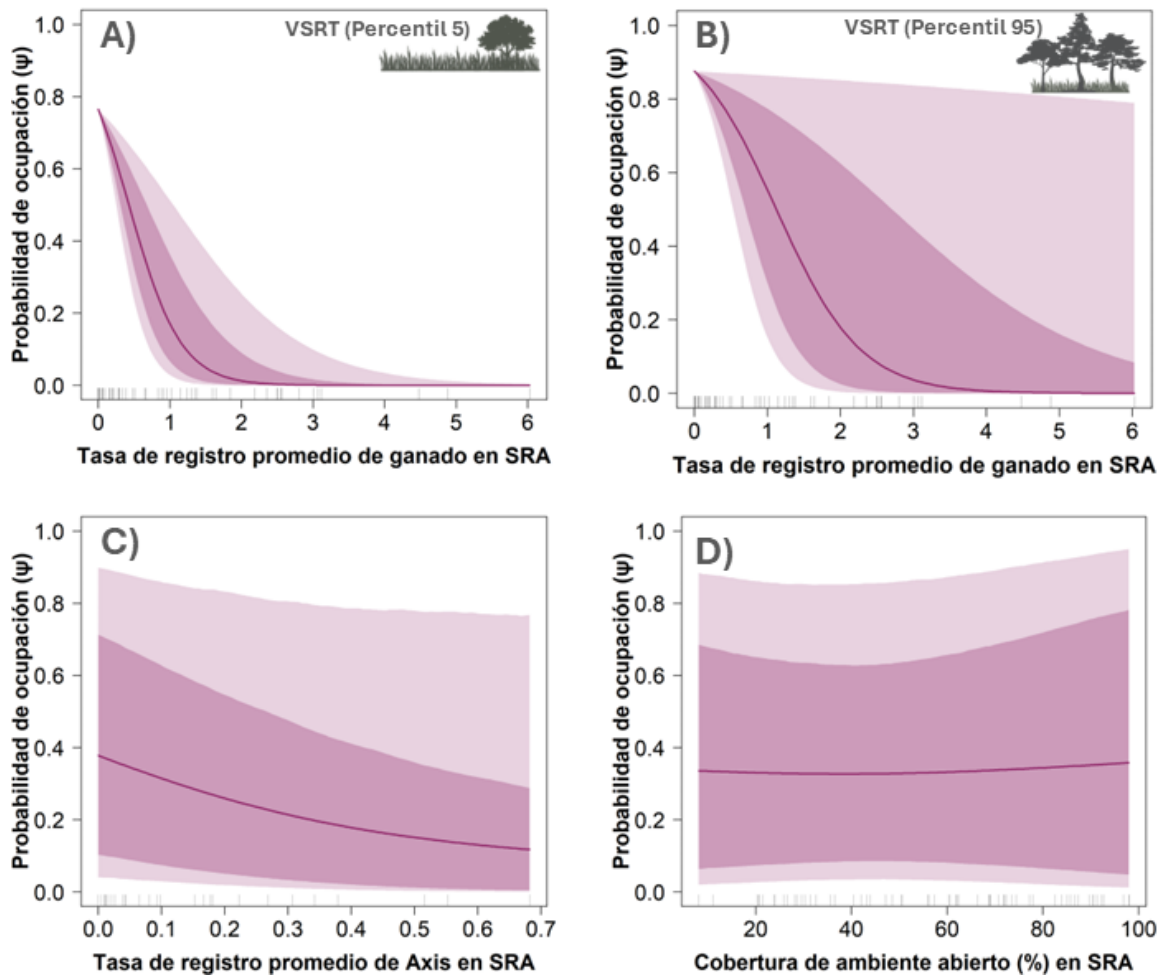 A)
VSRT (Percentil 5)
Probabilidad de ocupación (ψ)
1.0
0.8
0.6
0.4
0.2
0.0
0 1 2 3 4 5 6
Tasa de registro promedio de ganado en SRA
B)
VSRT (Percentil 95)
Probabilidad de ocupación (ψ)
1.0
0.8
0.6
0.4
0.2
0.0
0 1 2 3 4 5 6
Tasa de registro promedio de ganado en SRA
C)
Probabilidad de ocupación (ψ)
1.0
0.8
0.6
0.4
0.2
0.0
0.0 0.1 0.2 0.3 0.4 0.5 0.6 0.7
Tasa de registro promedio de Axis en SRA
D)
Probabilidad de ocupación (ψ)
1.0
0.8
0.6
0.4
0.2
0.0
20 40 60 80 100
Cobertura de ambiente abierto (%) en SRA